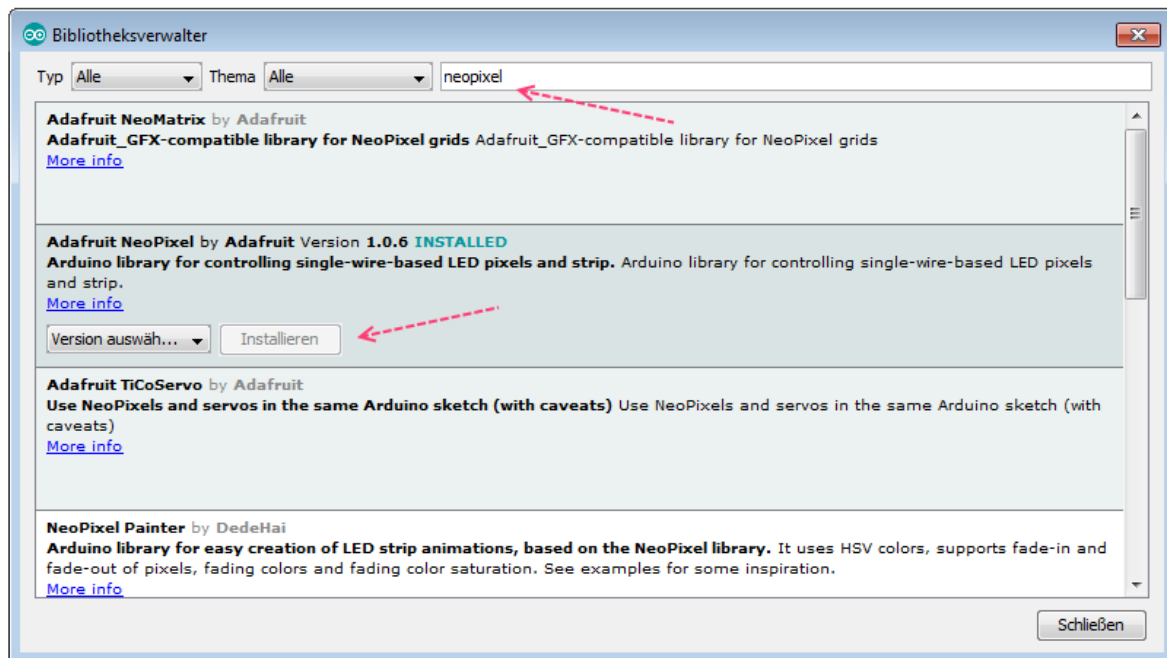 Bibliotheksverwalter
Typ Alle Thema Alle neopixel
Adafruit NeoMatrix by Adafruit
Adafruit_GFX-compatible library for NeoPixel grids Adafruit_GFX-compatible library for NeoPixel grids
More info
Adafruit NeoPixel by Adafruit Version 1.0.6 INSTALLED
Arduino library for controlling single-wire-based LED pixels and strip. Arduino library for controlling single-wire-based LED pixels
and strip.
More info
Version auswäh... Installieren
Adafruit TiCoServo by Adafruit
Use NeoPixels and servos in the same Arduino sketch (with caveats) Use NeoPixels and servos in the same Arduino sketch (with
caveats)
More info
NeoPixel Painter by DedeHai
Arduino library for easy creation of LED strip animations, based on the NeoPixel library. It uses HSV colors, supports fade-in and
fade-out of pixels, fading colors and fading color saturation. See examples for some inspiration.
More info
Schließen